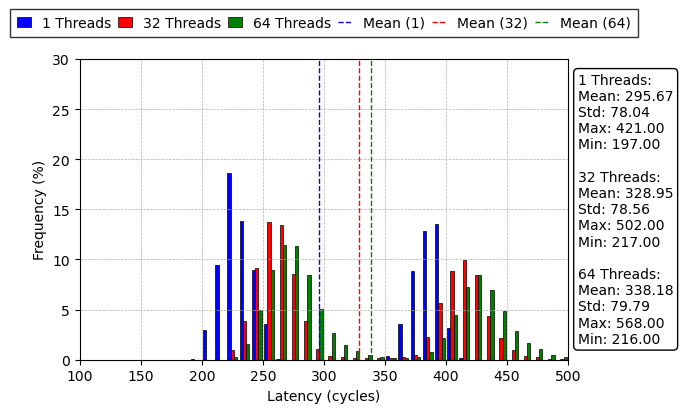 1 Threads 32 Threads 64 Threads Mean (1) Mean (32) Mean (64)
30
25
20
15
10
5
0
Frequency (%)
100 150 200 250 300 350 400 450 500
Latency (cycles)
1 Threads:
Mean: 295.67
Std: 78.04
Max: 421.00
Min: 197.00
32 Threads:
Mean: 328.95
Std: 78.56
Max: 502.00
Min: 217.00
64 Threads:
Mean: 338.18
Std: 79.79
Max: 568.00
Min: 216.00